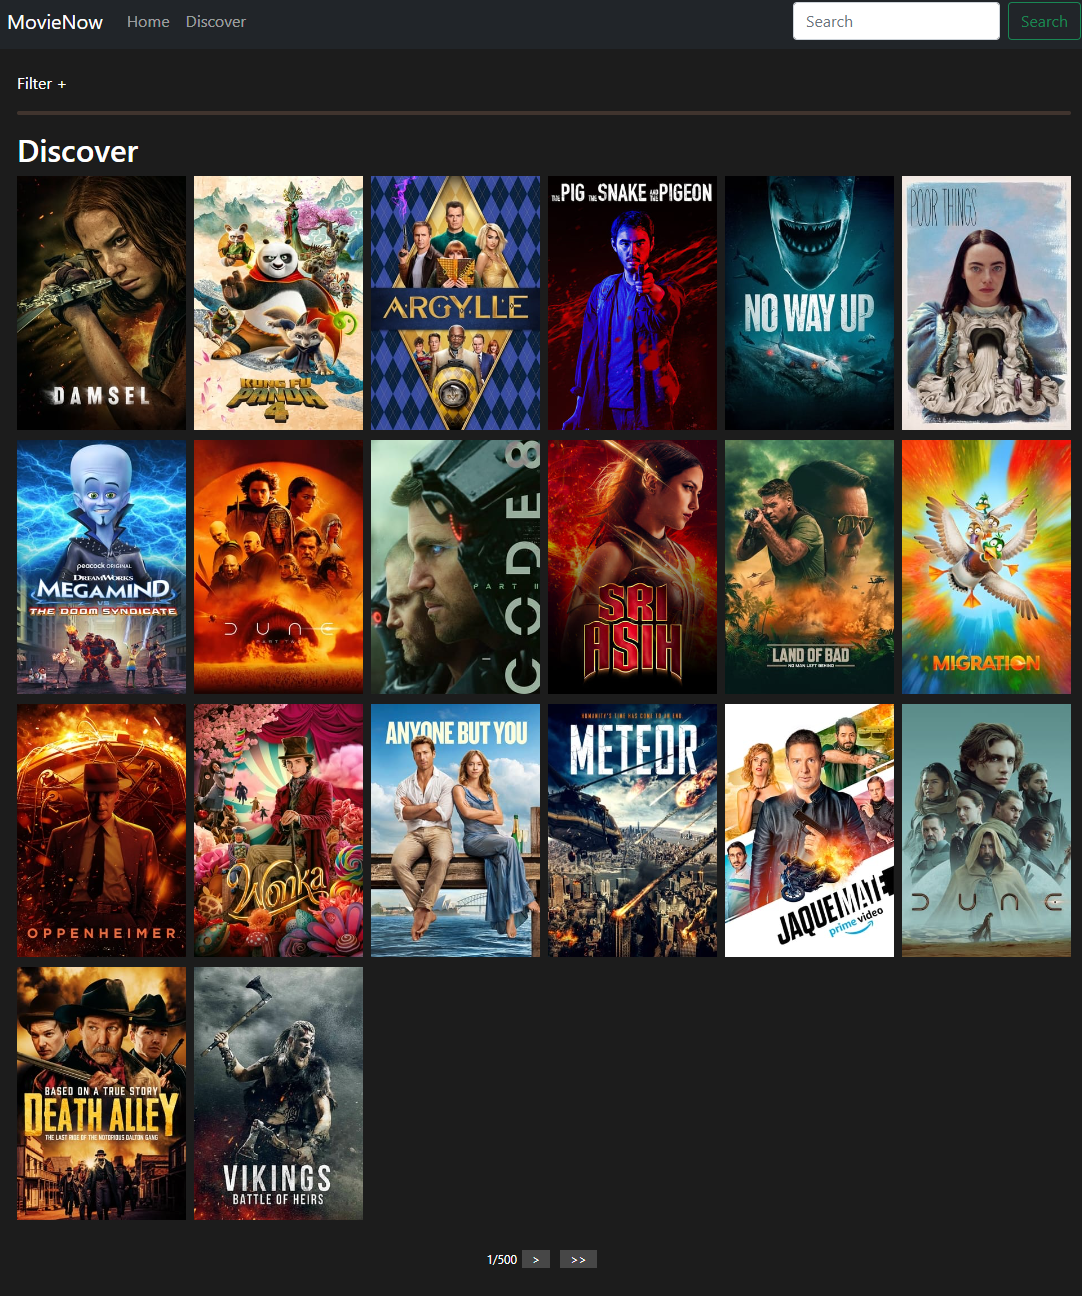 MovieNow Home Discover Search Search
Filter +
Discover
DAMSEL
KUNG FU
PANDA
4
ARGYLLE
THE PIG THE SNAKE AND THE PIGEON
NO WAY UP
POOR THINGS
peacock ORIGINAL
DREAMWORKS
MEGAMIND
VS
THE DOOM SYNDICATE
DUNE
CODE 8
PART II
SRI
ASIH
LAND OF BAD
NO MAN LEFT BEHIND
MIGRATION
OPPENHEIMER
Wonka
ANYONE BUT YOU
HUMANITY'S TIME HAS COME TO AN END.
METEOR
JAQUEMATE
prime video
DUNE
BASED ON A TRUE STORY
DEATH ALLEY
THE LAST RISE OF THE NOTORIOUS DALTON GANG
VIKINGS
BATTLE OF HEIRS
1/500 > >>